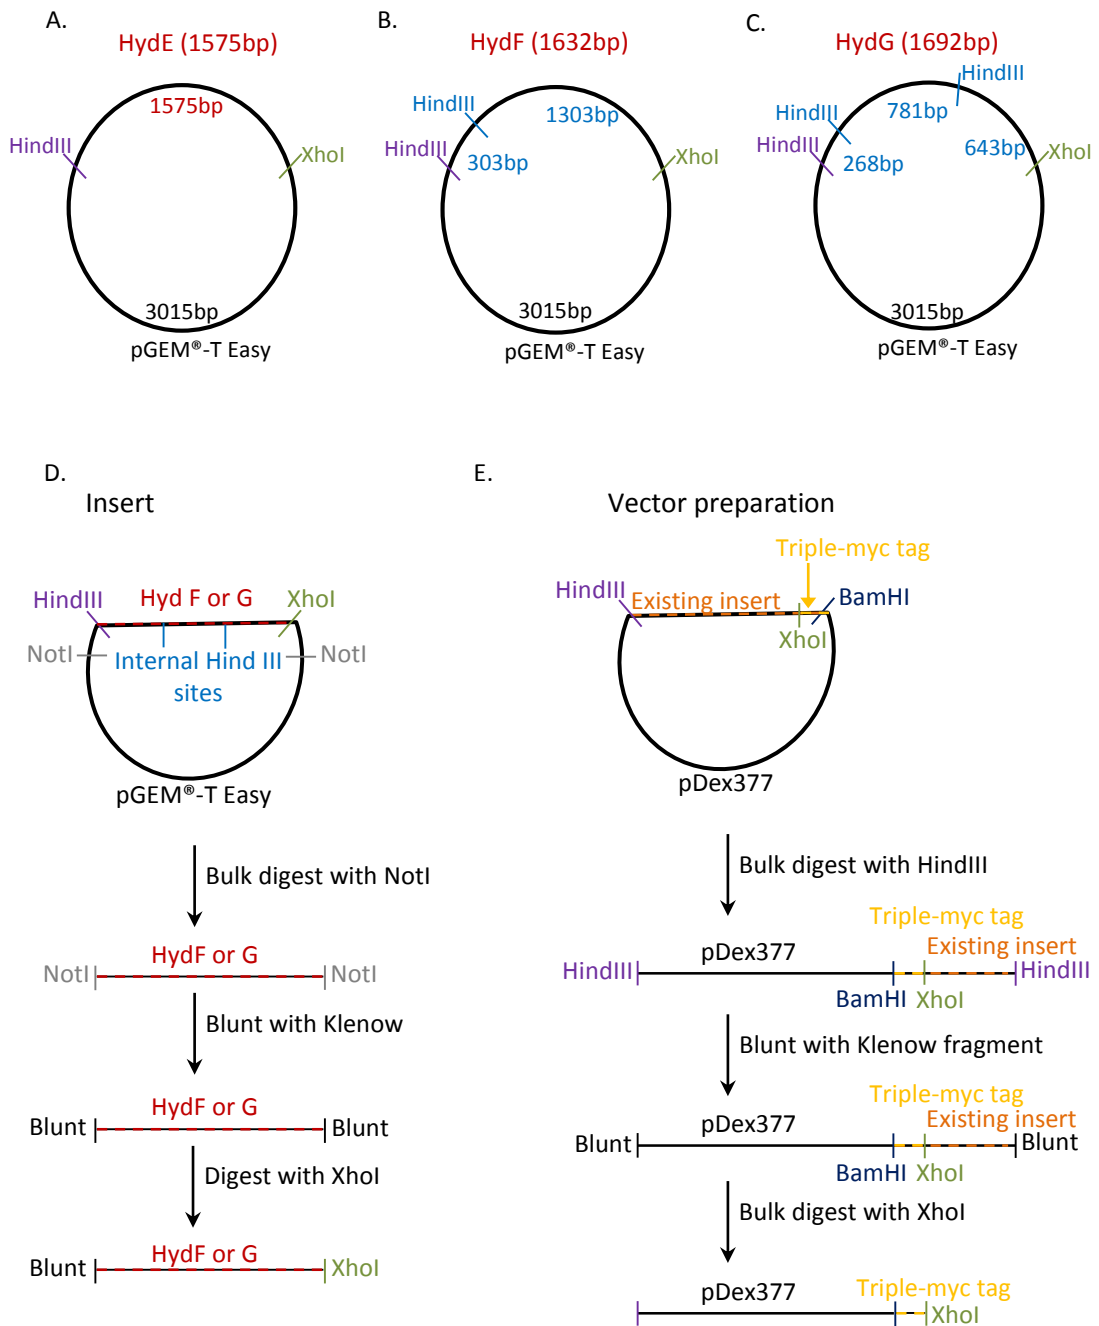 A.
HydE (1575bp)
1575bp
HindIII
XhoI
3015bp
pGEM®-T Easy
B.
HydF (1632bp)
HindIII
1303bp
HindIII
303bp
XhoI
3015bp
pGEM®-T Easy
C.
HydG (1692bp)
HindIII
HindIII
781bp
HindIII
268bp
643bp
XhoI
3015bp
pGEM®-T Easy
D.
Insert
HindIII
Hyd F or G
XhoI
NotI
Internal Hind III
sites
NotI
pGEM®-T Easy
Bulk digest with NotI
HydF or G
NotI
NotI
Blunt with Klenow
HydF or G
Blunt
Blunt
Digest with XhoI
HydF or G
Blunt
XhoI
E.
Vector preparation
Triple-myc tag
HindIII
Existing insert
BamHI
XhoI
pDex377
Bulk digest with HindIII
Triple-myc tag
pDex377
Existing insert
HindIII
HindIII
BamHI
XhoI
Blunt with Klenow fragment
Triple-myc tag
pDex377
Existing insert
Blunt
Blunt
BamHI
XhoI
Bulk digest with XhoI
pDex377
Triple-myc tag
XhoI